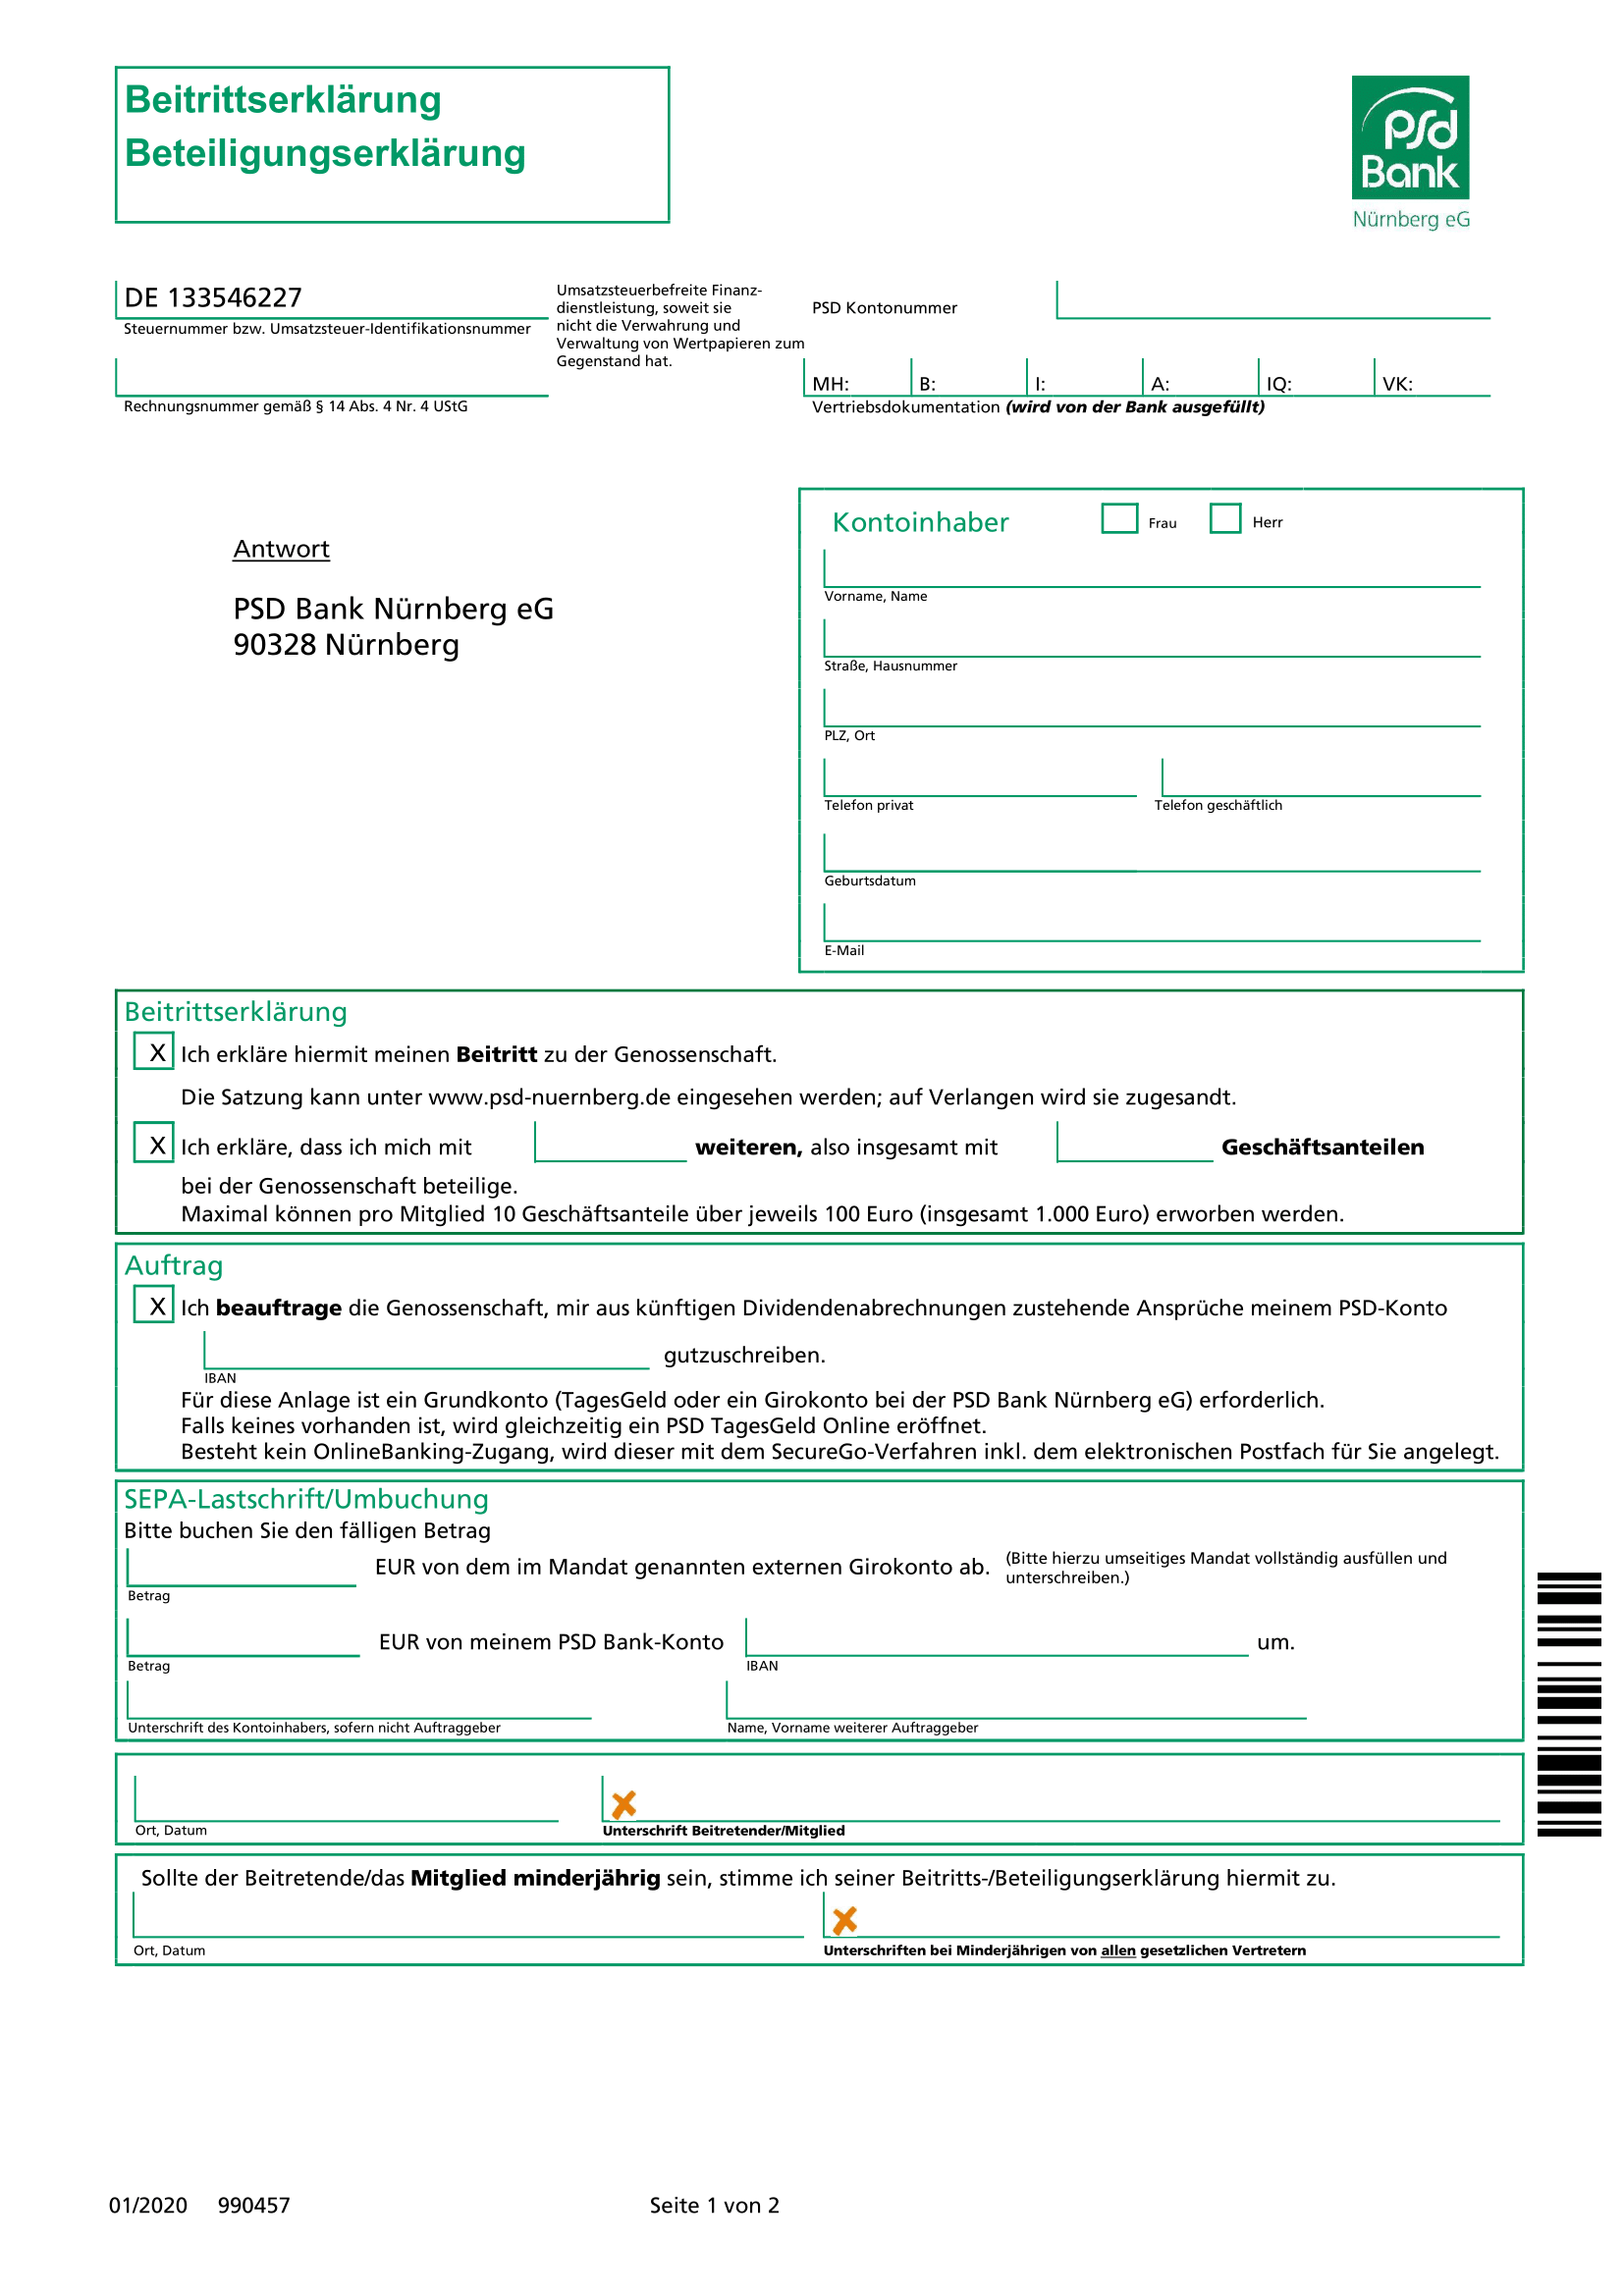 Beitrittserklärung
Beteiligungserklärung
psd
Bank
Nürnberg eG
DE 133546227
Steuernummer bzw. Umsatzsteuer-Identifikationsnummer
Umsatzsteuerbefreite Finanz-
dienstleistung, soweit sie
nicht die Verwahrung und
Verwaltung von Wertpapieren zum
Gegenstand hat.
PSD Kontonummer
Rechnungsnummer gemäß § 14 Abs. 4 Nr. 4 UStG
MH: B: I: A: IQ: VK:
Vertriebsdokumentation (wird von der Bank ausgefüllt)
Antwort
PSD Bank Nürnberg eG
90328 Nürnberg
Kontoinhaber Frau Herr
Vorname, Name
Straße, Hausnummer
PLZ, Ort
Telefon privat Telefon geschäftlich
Geburtsdatum
E-Mail
Beitrittserklärung
X Ich erkläre hiermit meinen Beitritt zu der Genossenschaft.
Die Satzung kann unter www.psd-nuernberg.de eingesehen werden; auf Verlangen wird sie zugesandt.
X Ich erkläre, dass ich mich mit weiteren, also insgesamt mit Geschäftsanteilen
bei der Genossenschaft beteilige.
Maximal können pro Mitglied 10 Geschäftsanteile über jeweils 100 Euro (insgesamt 1.000 Euro) erworben werden.
Auftrag
X Ich beauftrage die Genossenschaft, mir aus künftigen Dividendenabrechnungen zustehende Ansprüche meinem PSD-Konto
gutzuschreiben.
IBAN
Für diese Anlage ist ein Grundkonto (TagesGeld oder ein Girokonto bei der PSD Bank Nürnberg eG) erforderlich.
Falls keines vorhanden ist, wird gleichzeitig ein PSD TagesGeld Online eröffnet.
Besteht kein OnlineBanking-Zugang, wird dieser mit dem SecureGo-Verfahren inkl. dem elektronischen Postfach für Sie angelegt.
SEPA-Lastschrift/Umbuchung
Bitte buchen Sie den fälligen Betrag
EUR von dem im Mandat genannten externen Girokonto ab. (Bitte hierzu umseitiges Mandat vollständig ausfüllen und
unterschreiben.)
Betrag
EUR von meinem PSD Bank-Konto um.
Betrag IBAN
Unterschrift des Kontoinhabers, sofern nicht Auftraggeber Name, Vorname weiterer Auftraggeber
Ort, Datum Unterschrift Beitretender/Mitglied
Sollte der Beitretende/das Mitglied minderjährig sein, stimme ich seiner Beitritts-/Beteiligungserklärung hiermit zu.
Ort, Datum Unterschriften bei Minderjährigen von allen gesetzlichen Vertretern
01/2020 990457 Seite 1 von 2